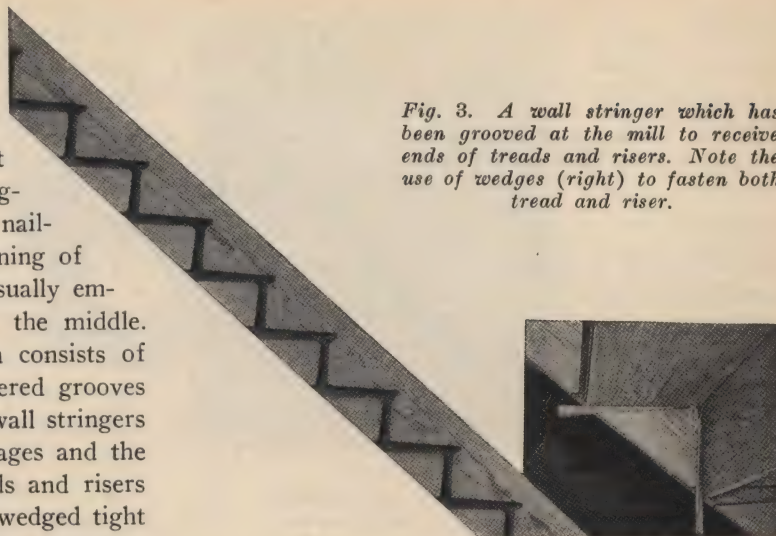 Fig. 3. A wall stringer which has
been grooved at the mill to receive
ends of treads and risers. Note the
use of wedges (right) to fasten both
tread and riser.
nail-
ning of
sually em-
the middle.
consists of
ered grooves
wall stringers
ages and the
ls and risers
wedged tight